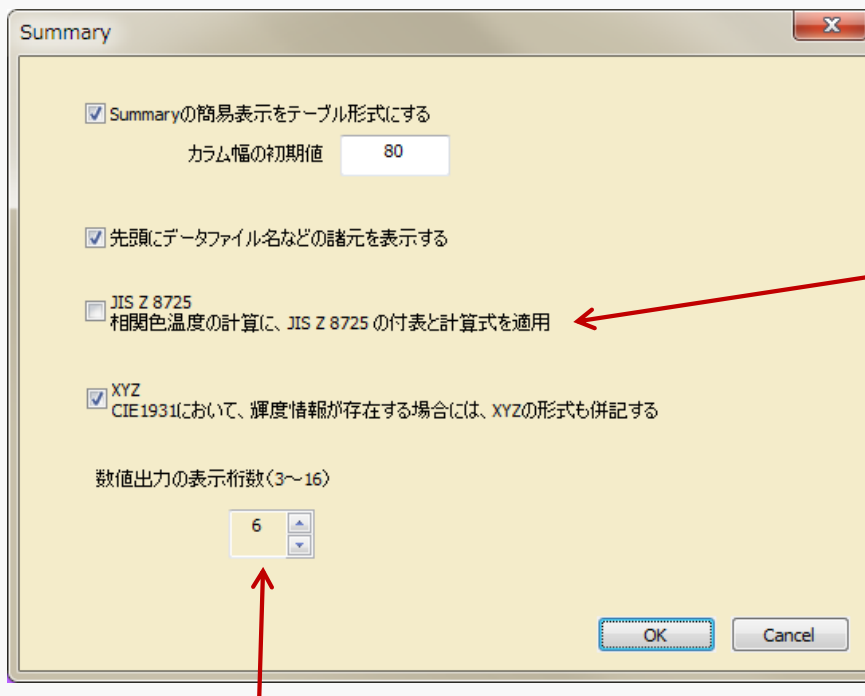 Summary
Summaryの簡易表示をテーブル形式にする
カラム幅の初期値 80
先頭にデータファイル名などの諸元を表示する
JIS Z 8725
相関色温度の計算に、JIS Z 8725 の付表と計算式を適用
XYZ
CIE1931において、輝度情報が存在する場合には、XYZの形式も併記する
数値出力の表示桁数(3～16)
6
OK Cancel